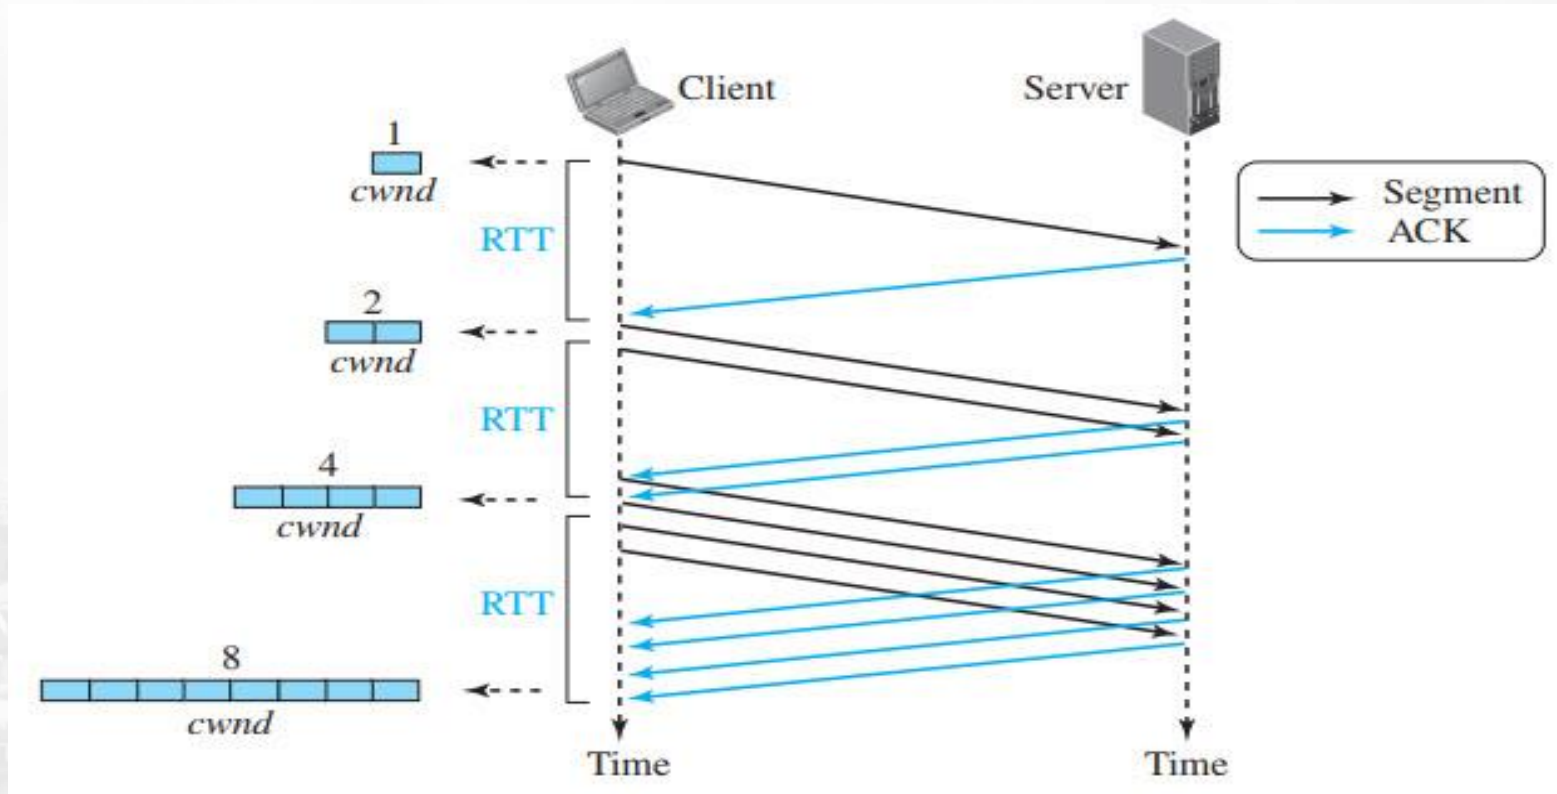 Client
Server
1
cwnd
Segment
ACK
RTT
2
cwnd
RTT
4
cwnd
RTT
8
cwnd
Time
Time